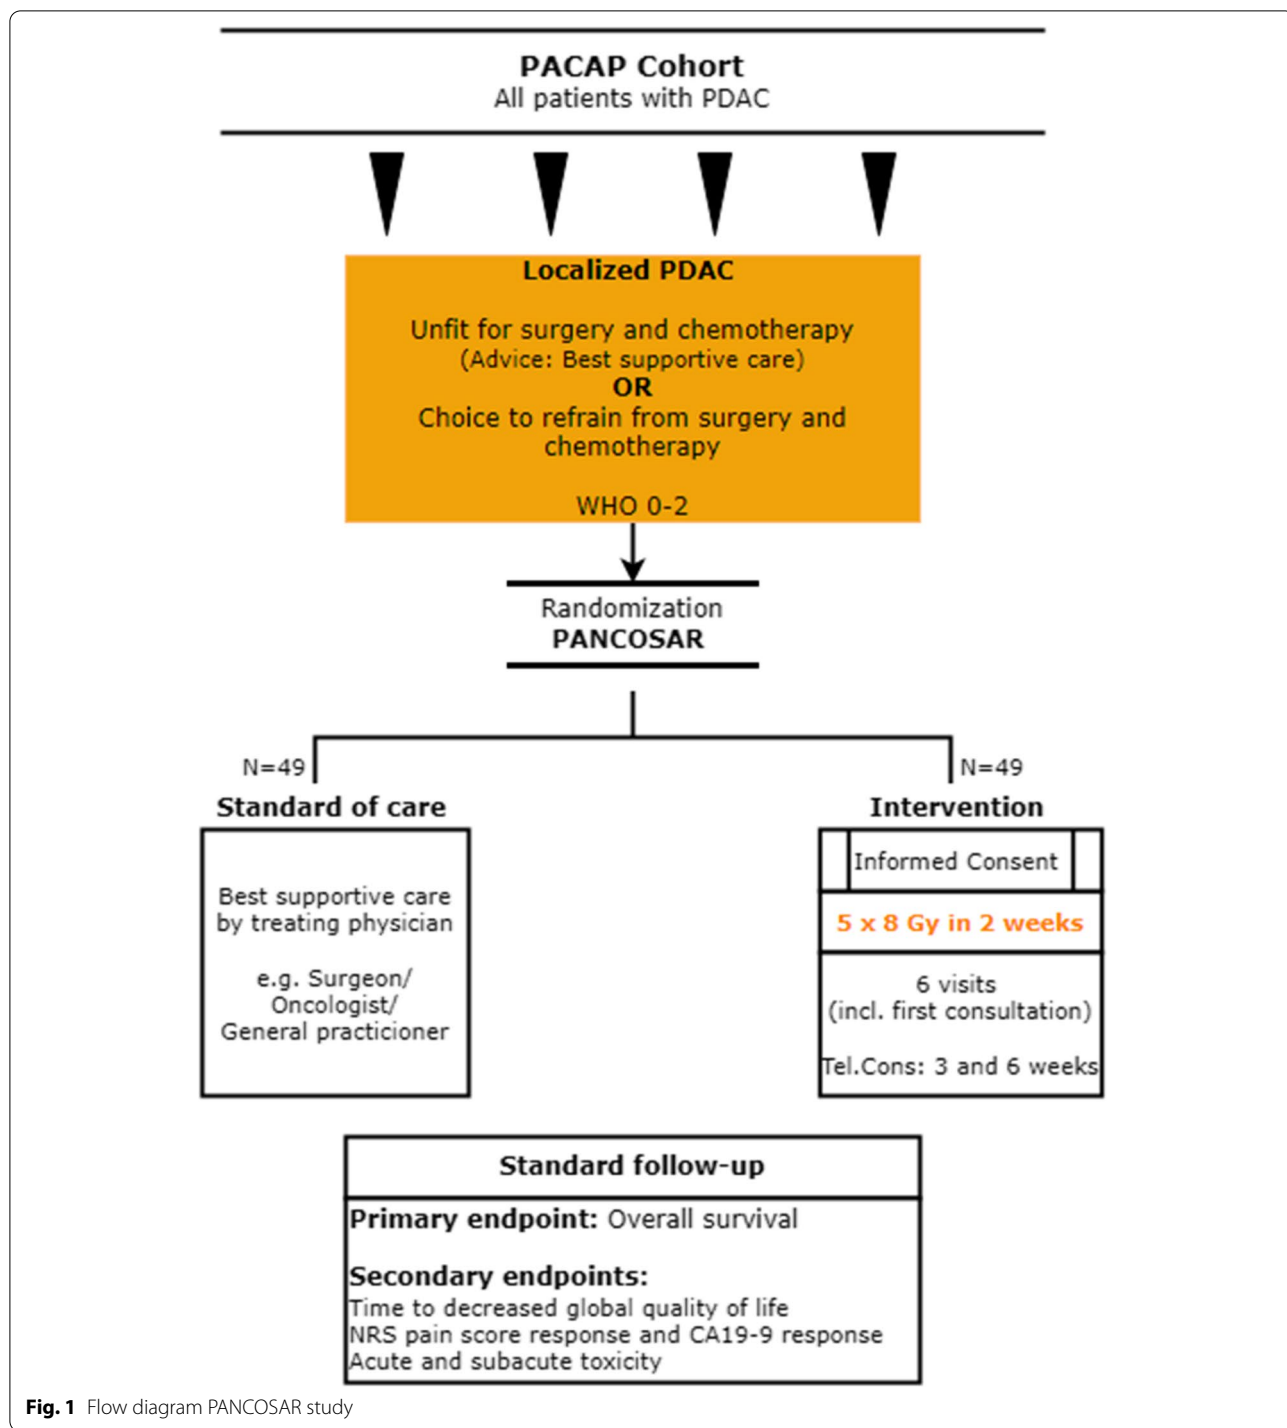 PACAP Cohort
All patients with PDAC
Localized PDAC
Unfit for surgery and chemotherapy
(Advice: Best supportive care)
OR
Choice to refrain from surgery and
chemotherapy
WHO 0-2
Randomization
PANCOSAR
N=49
Standard of care
Best supportive care
by treating physician
e.g. Surgeon/
Oncologist/
General practicioner
N=49
Intervention
Informed Consent
5 x 8 Gy in 2 weeks
6 visits
(incl. first consultation)
Tel.Cons: 3 and 6 weeks
Standard follow-up
Primary endpoint: Overall survival
Secondary endpoints:
Time to decreased global quality of life
NRS pain score response and CA19-9 response
Acute and subacute toxicity
Fig. 1 Flow diagram PANCOSAR study